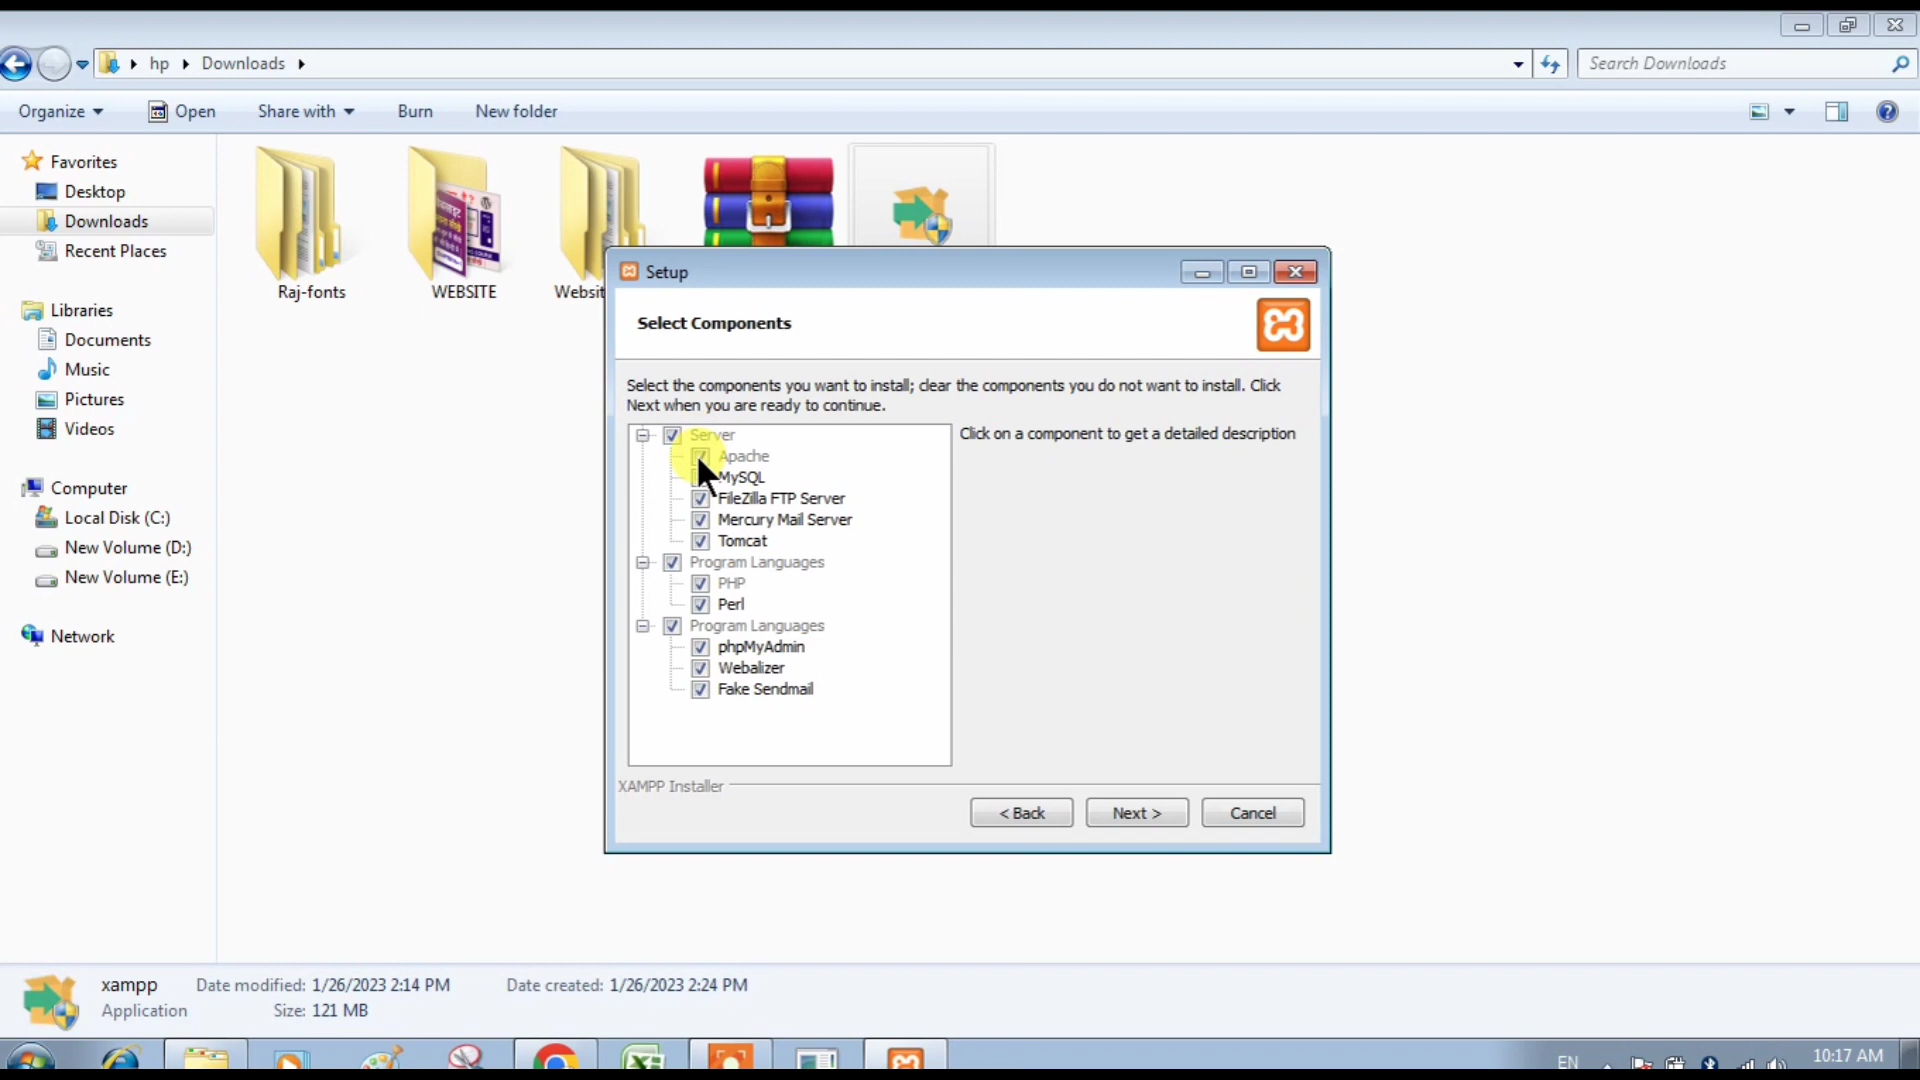 hp
Downloads
Search Downloads
Organize
Open
Share with
Burn
New folder
Favorites
Desktop
Downloads
Recent Places
Libraries
Documents
Music
Pictures
Videos
Computer
Local Disk (C:)
New Volume (D:)
New Volume (E:)
Network
Raj-fonts
WEBSITE
Websit
Setup
Select Components
Select the components you want to install; clear the components you do not want to install. Click
Next when you are ready to continue.
Server
Apache
MySQL
FileZilla FTP Server
Mercury Mail Server
Tomcat
Program Languages
PHP
Perl
Program Languages
phpMyAdmin
Webalizer
Fake Sendmail
Click on a component to get a detailed description
XAMPP Installer
< Back
Next >
Cancel
xampp
Date modified: 1/26/2023 2:14 PM
Date created: 1/26/2023 2:24 PM
Application
Size: 121 MB
EN
10:17 AM